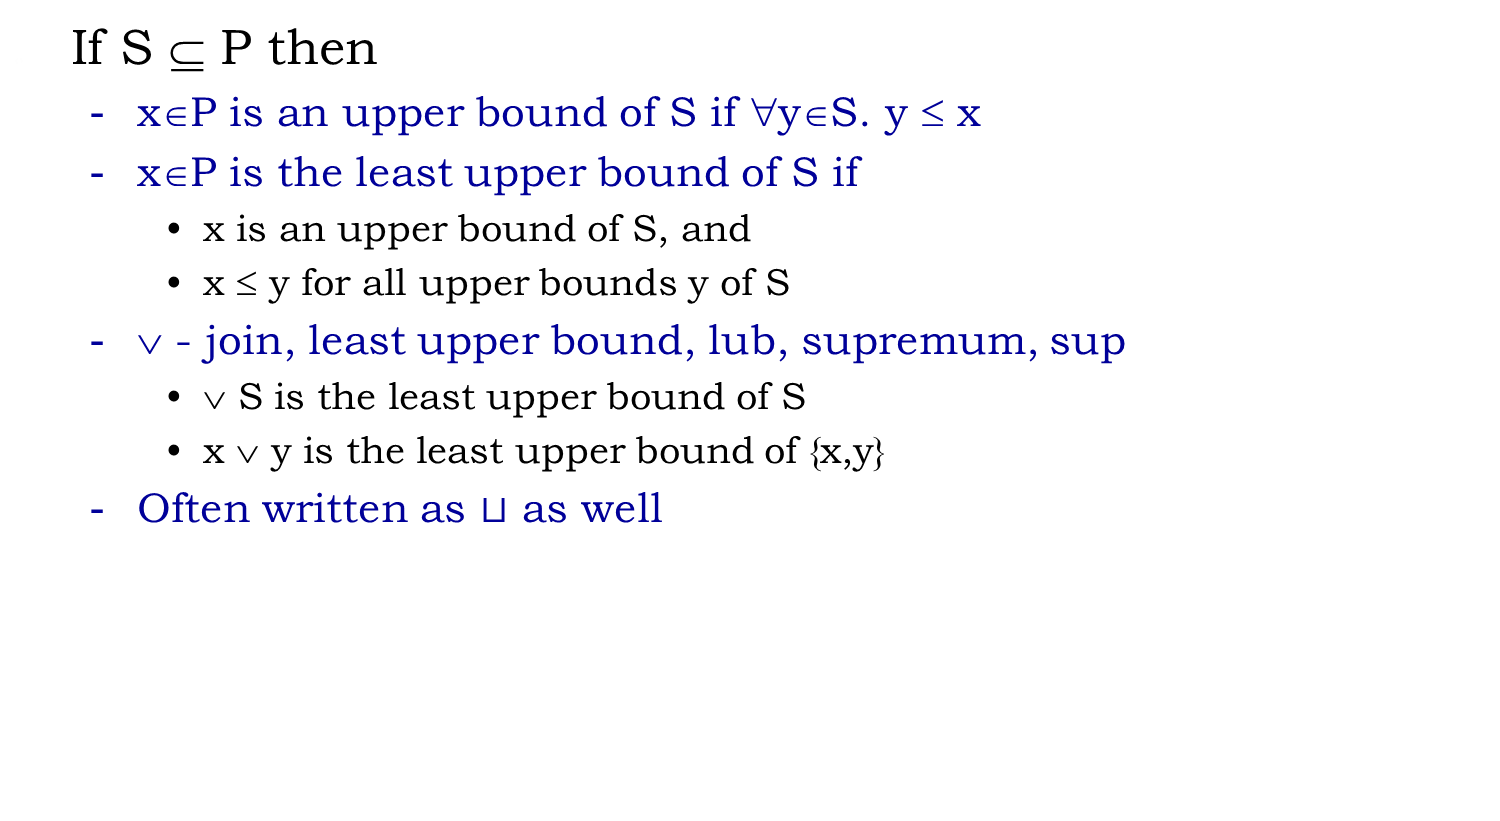 If S ⊆ P then
- x∈P is an upper bound of S if ∀y∈S. y ≤ x
- x∈P is the least upper bound of S if
• x is an upper bound of S, and
• x ≤ y for all upper bounds y of S
- ∨ - join, least upper bound, lub, supremum, sup
• ∨ S is the least upper bound of S
• x ∨ y is the least upper bound of {x,y}
- Often written as ⊔ as well